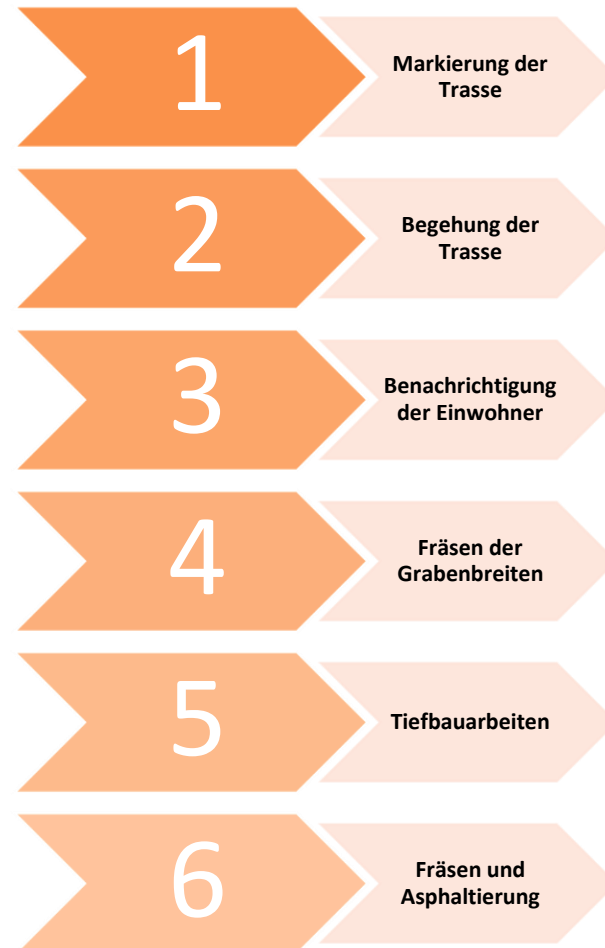 1
Markierung der
Trasse
2
Begehung der
Trasse
3
Benachrichtigung
der Einwohner
4
Fräsen der
Grabenbreiten
5
Tiefbauarbeiten
6
Fräsen und
Asphaltierung